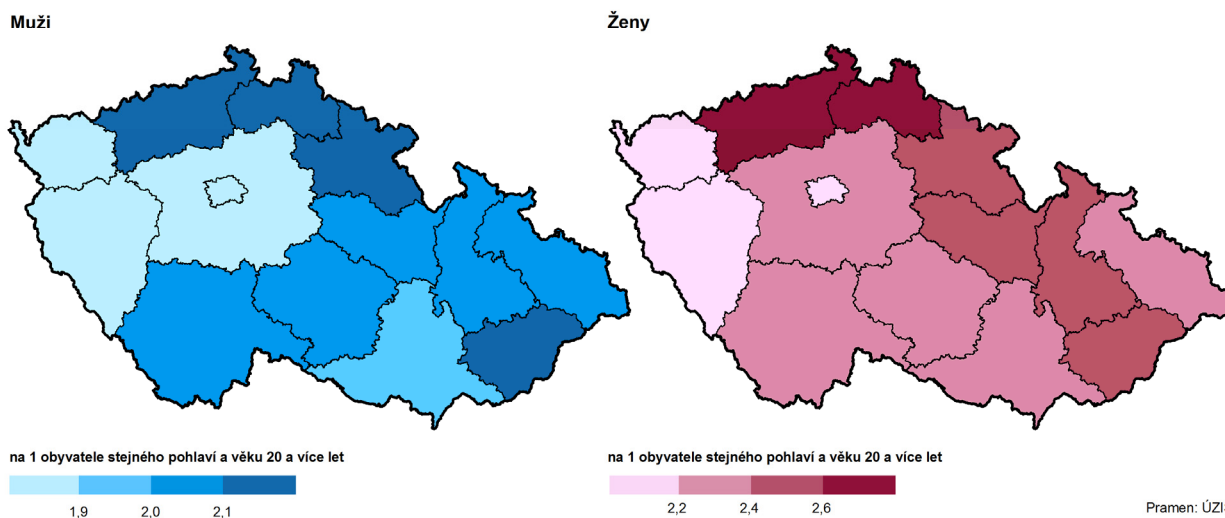 Muži
Ženy
na 1 obyvatele stejného pohlaví a věku 20 a více let
1,9 2,0 2,1
na 1 obyvatele stejného pohlaví a věku 20 a více let
2,2 2,4 2,6
Pramen: ÚZI